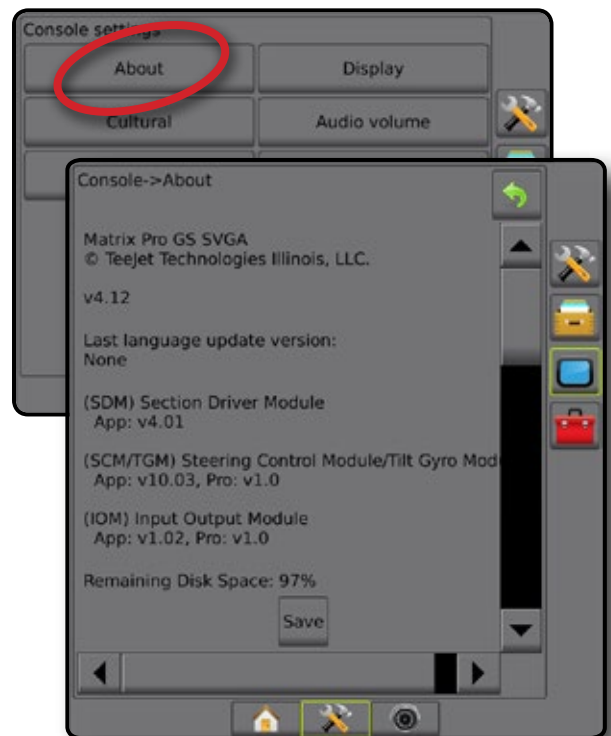 Console settings
About
Display
Cultural
Audio volume
Console->About
Matrix Pro GS SVGA
© TeeJet Technologies Illinois, LLC.
v4.12
Last language update version:
None
(SDM) Section Driver Module
App: v4.01
(SCM/TGM) Steering Control Module/Tilt Gyro Mod
App: v10.03, Pro: v1.0
(IOM) Input Output Module
App: v1.02, Pro: v1.0
Remaining Disk Space: 97%
Save